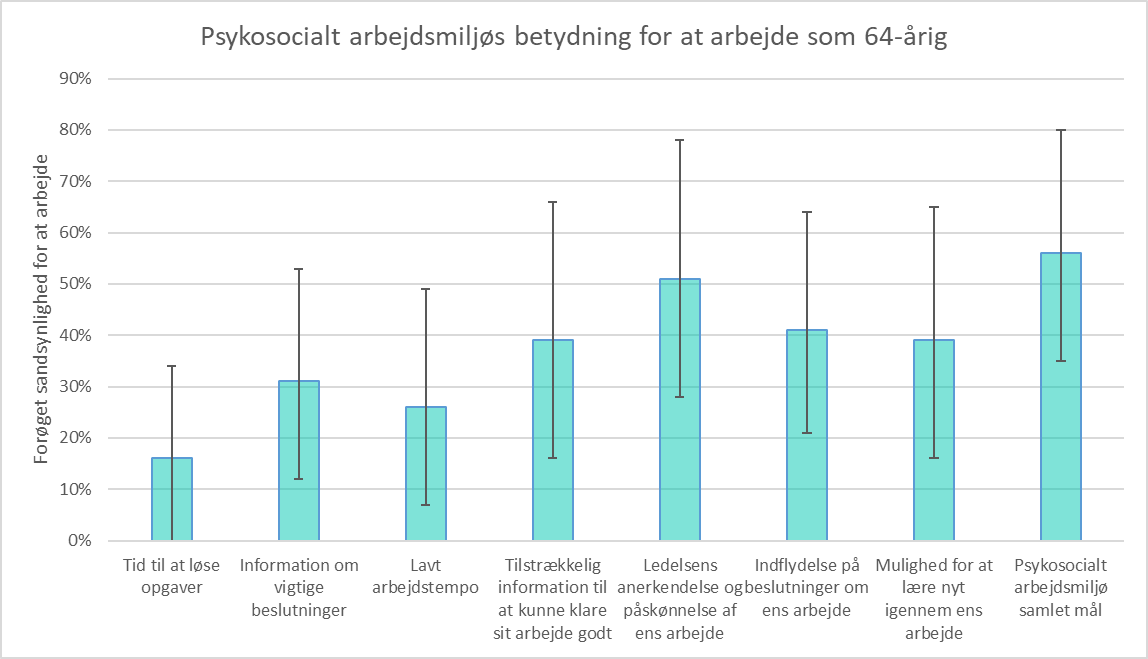 Psykosocialt arbejdsmiljøs betydning for at arbejde som 64-årig
Forøget sandsynlighed for at arbejde
90%
80%
70%
60%
50%
40%
30%
20%
10%
0%
Tid til at løse
opgaver
Information om
vigtige
beslutninger
Lavt
arbejdstempo
Tilstrækkelig
information til
at kunne klare
sit arbejde godt
Ledelsens
anerkendelse og
påskønnelse af
ens arbejde
Indflydelse på
beslutninger om
ens arbejde
Mulighed for at
lære nyt
igennem ens
arbejde
Psykosocialt
arbejdsmiljø
samlet mål